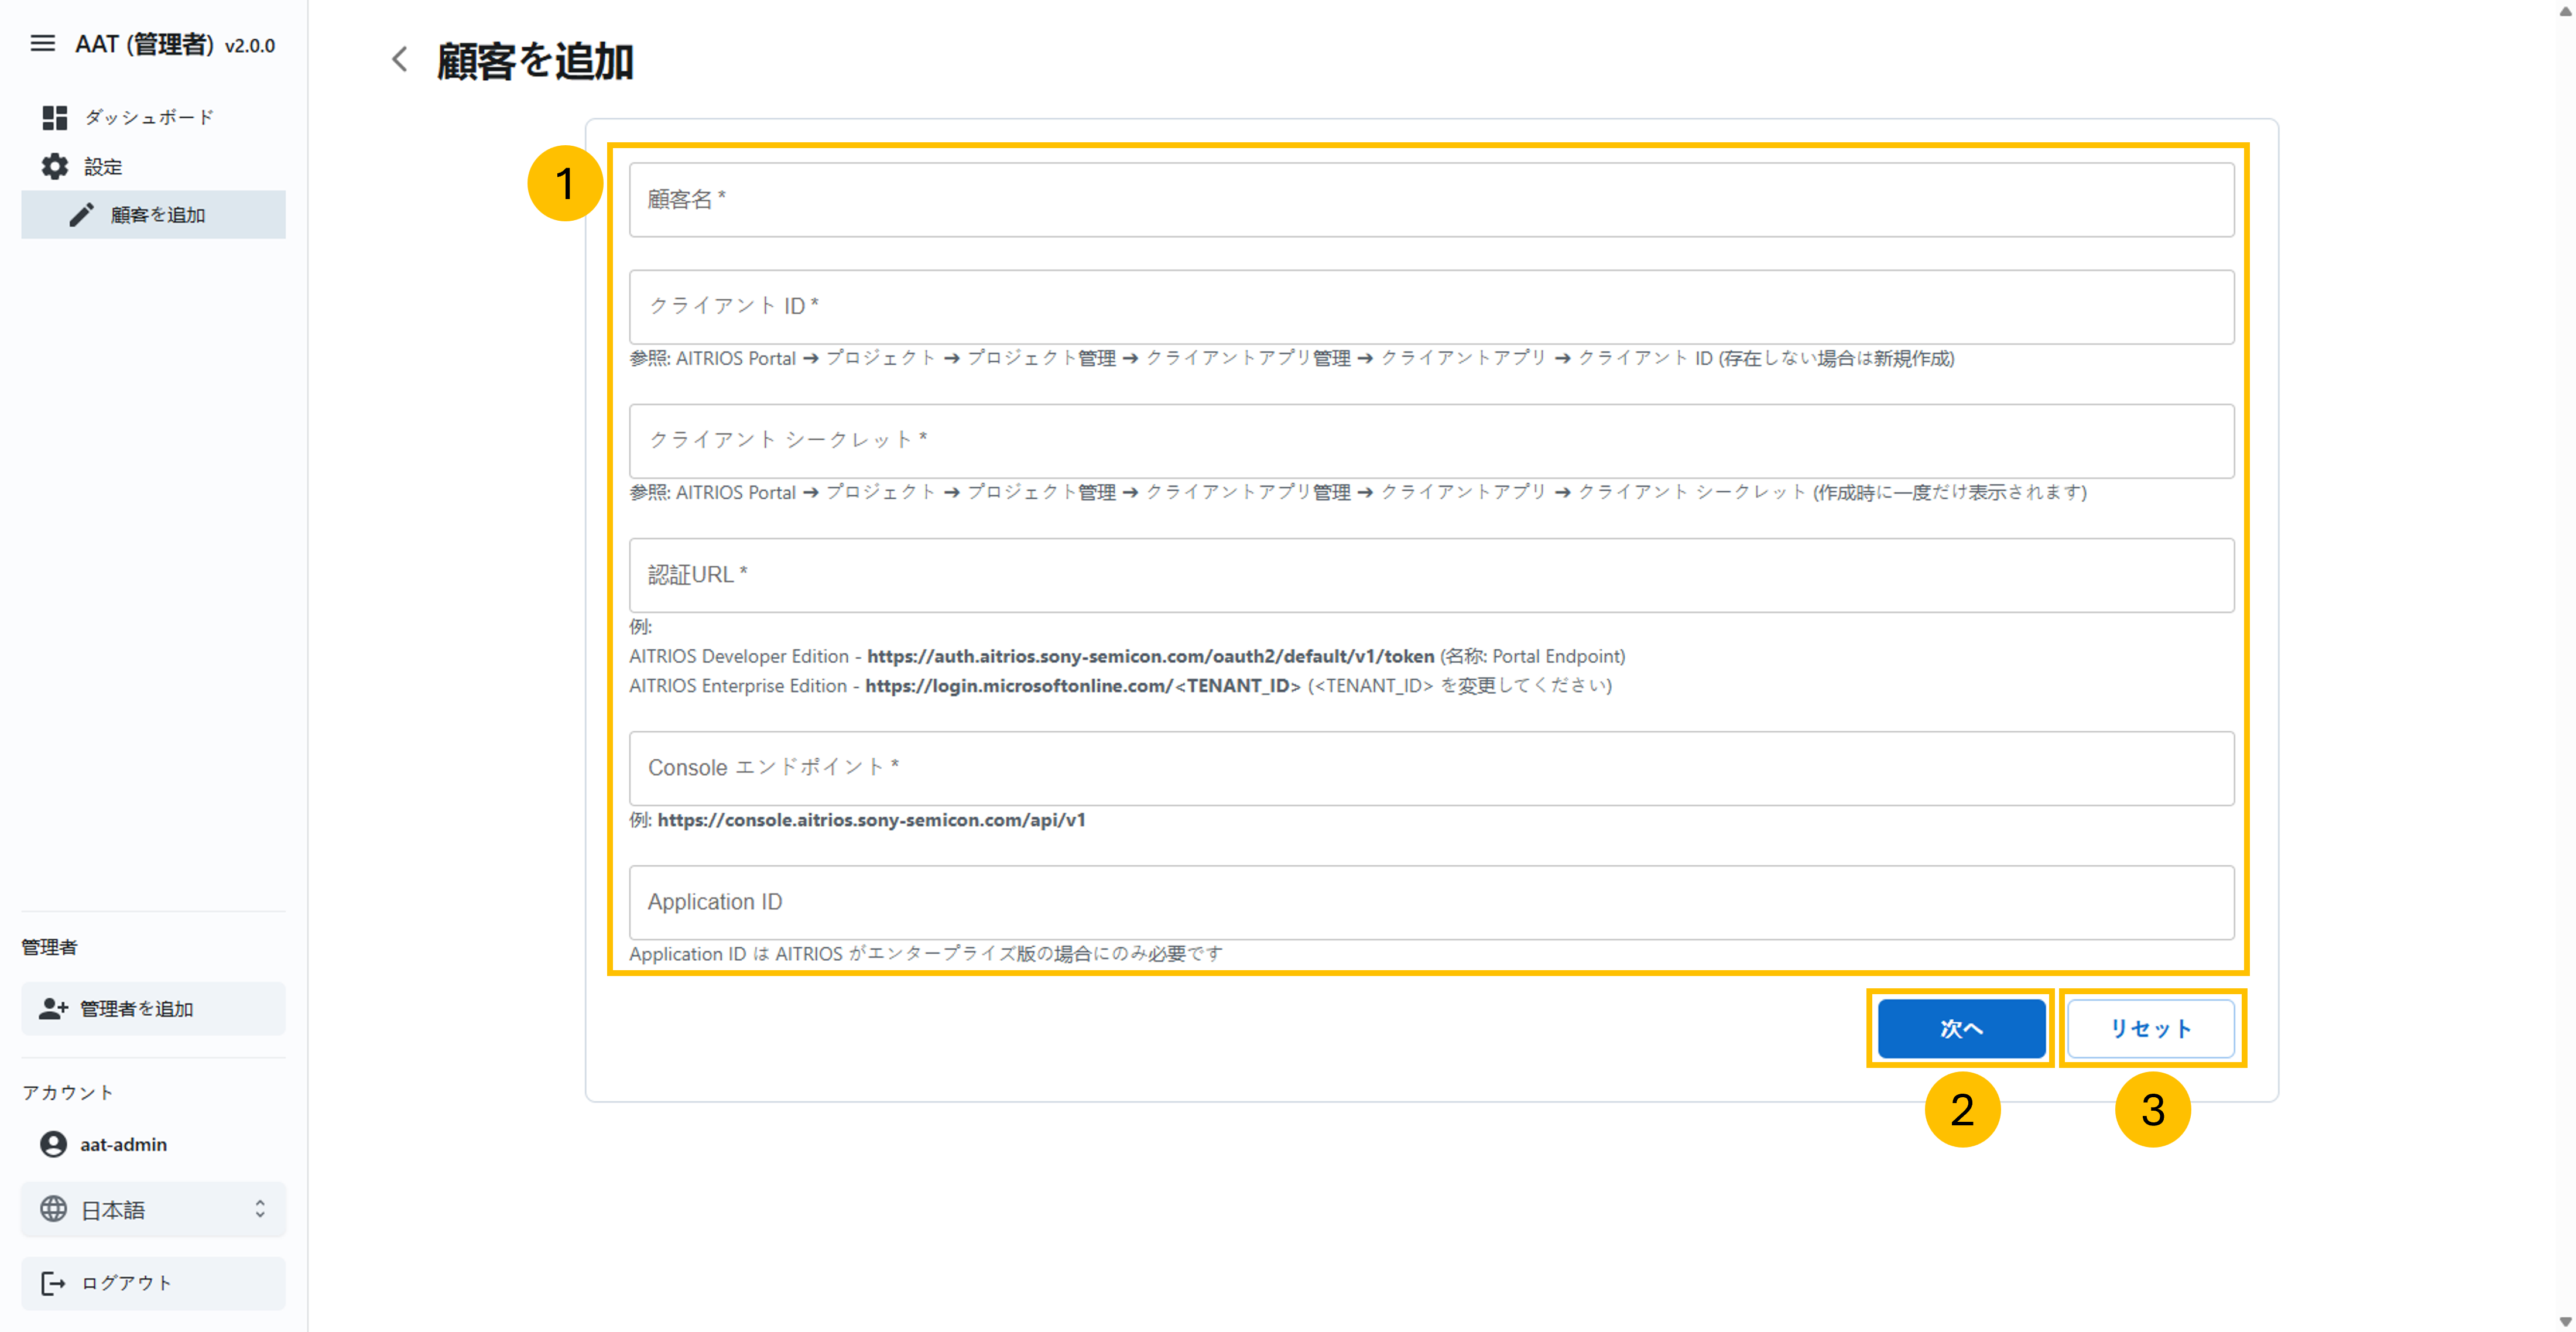 AAT (管理者) v2.0.0
ダッシュボード
設定
顧客を追加
管理者
管理者を追加
アカウント
aat-admin
日本語
ログアウト
顧客を追加
1
顧客名 *
クライアント ID *
参照: AITRIOS Portal ➔ プロジェクト ➔ プロジェクト管理 ➔ クライアントアプリ管理 ➔ クライアントアプリ ➔ クライアント ID (存在しない場合は新規作成)
クライアント シークレット *
参照: AITRIOS Portal ➔ プロジェクト ➔ プロジェクト管理 ➔ クライアントアプリ管理 ➔ クライアントアプリ ➔ クライアント シークレット (作成時に一度だけ表示されます)
認証URL *
例:
AITRIOS Developer Edition - https://auth.aitrios.sony-semicon.com/oauth2/default/v1/token (名称: Portal Endpoint)
AITRIOS Enterprise Edition - https://login.microsoftonline.com/<TENANT_ID> (<TENANT_ID> を変更してください)
Console エンドポイント *
例: https://console.aitrios.sony-semicon.com/api/v1
Application ID
Application ID は AITRIOS がエンタープライズ版の場合にのみ必要です
次へ
リセット
2
3